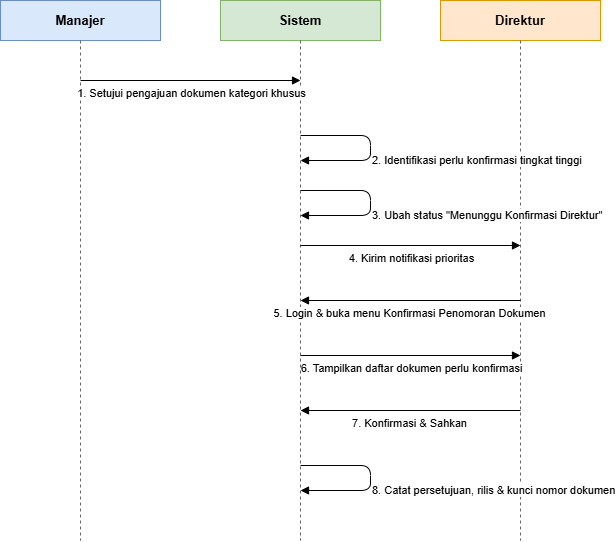 Manajer
Sistem
Direktur
1. Setujui pengajuan dokumen kategori khusus
2. Identifikasi perlu konfirmasi tingkat tinggi
3. Ubah status "Menunggu Konfirmasi Direktur"
4. Kirim notifikasi prioritas
5. Login & buka menu Konfirmasi Penomoran Dokumen
6. Tampilkan daftar dokumen perlu konfirmasi
7. Konfirmasi & Sahkan
8. Catat persetujuan, rilis & kunci nomor dokumen